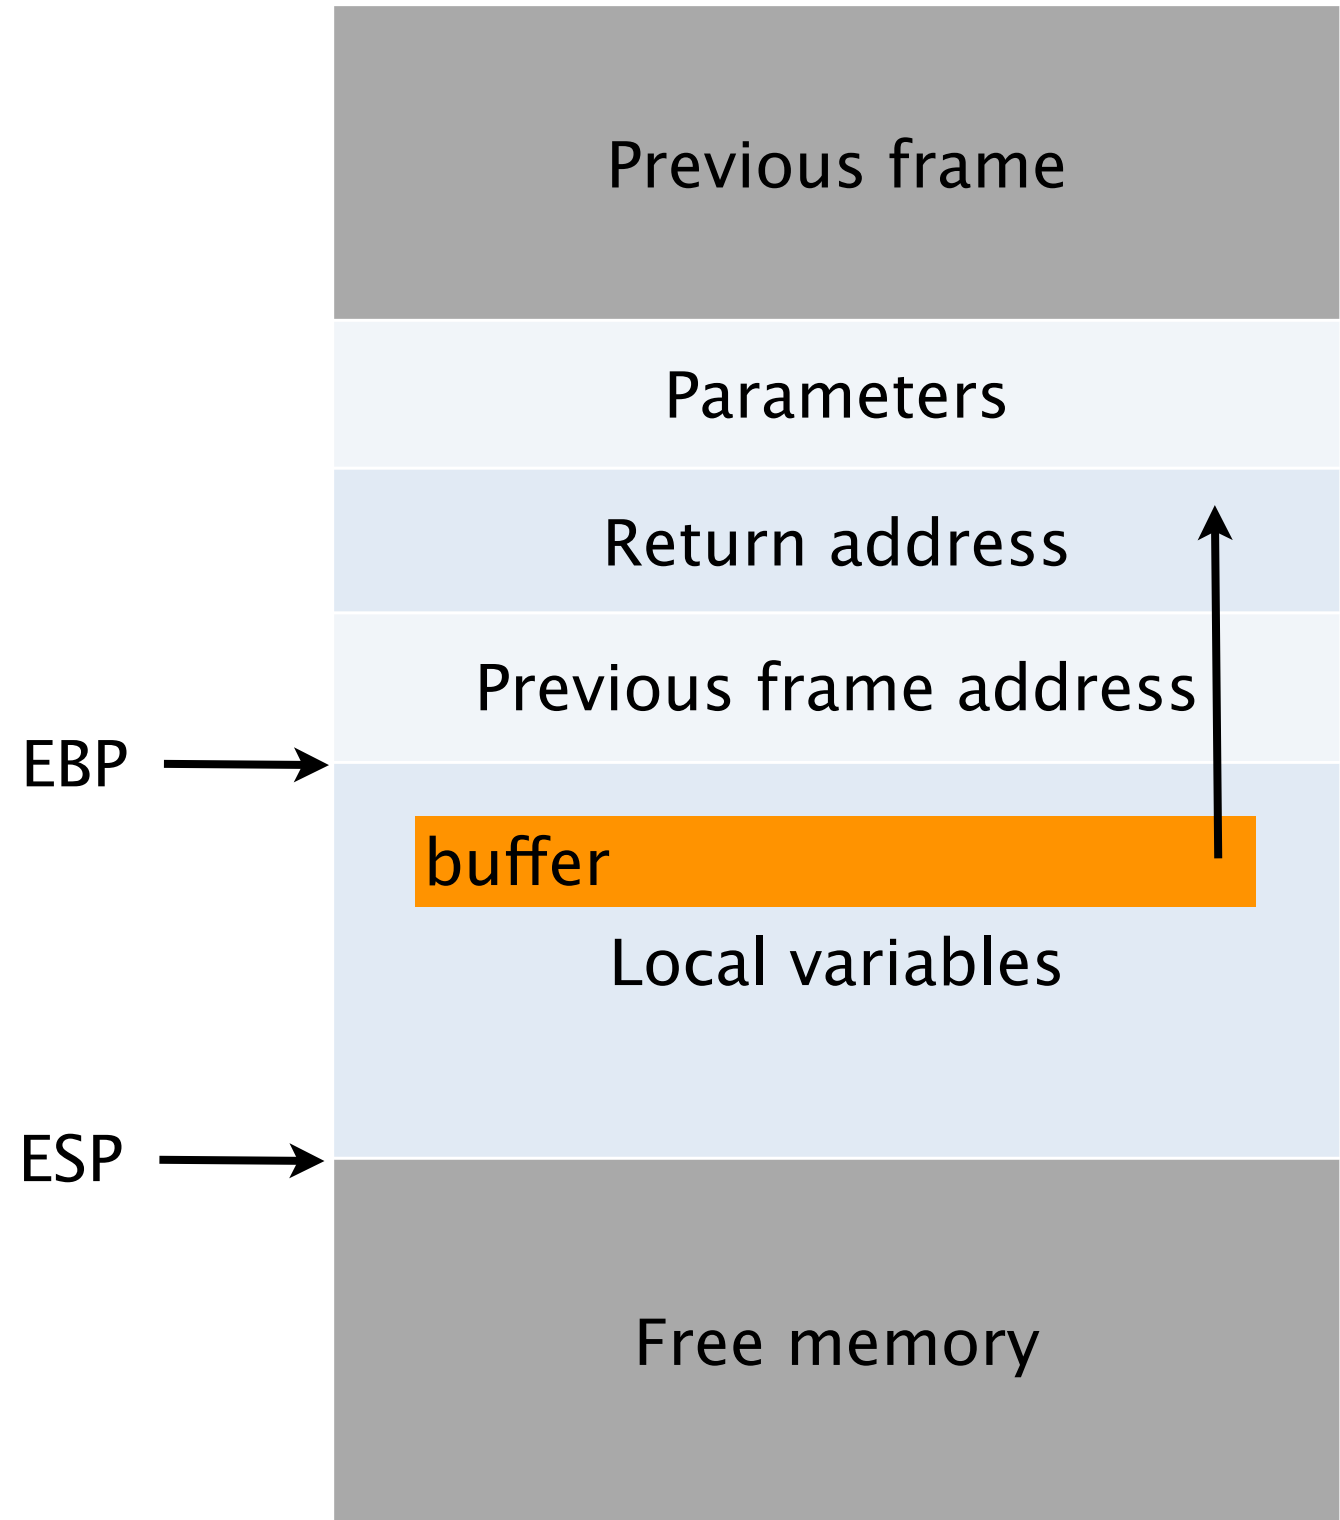 Previous frame
Parameters
Return address
Previous frame address
EBP
buffer
Local variables
ESP
Free memory